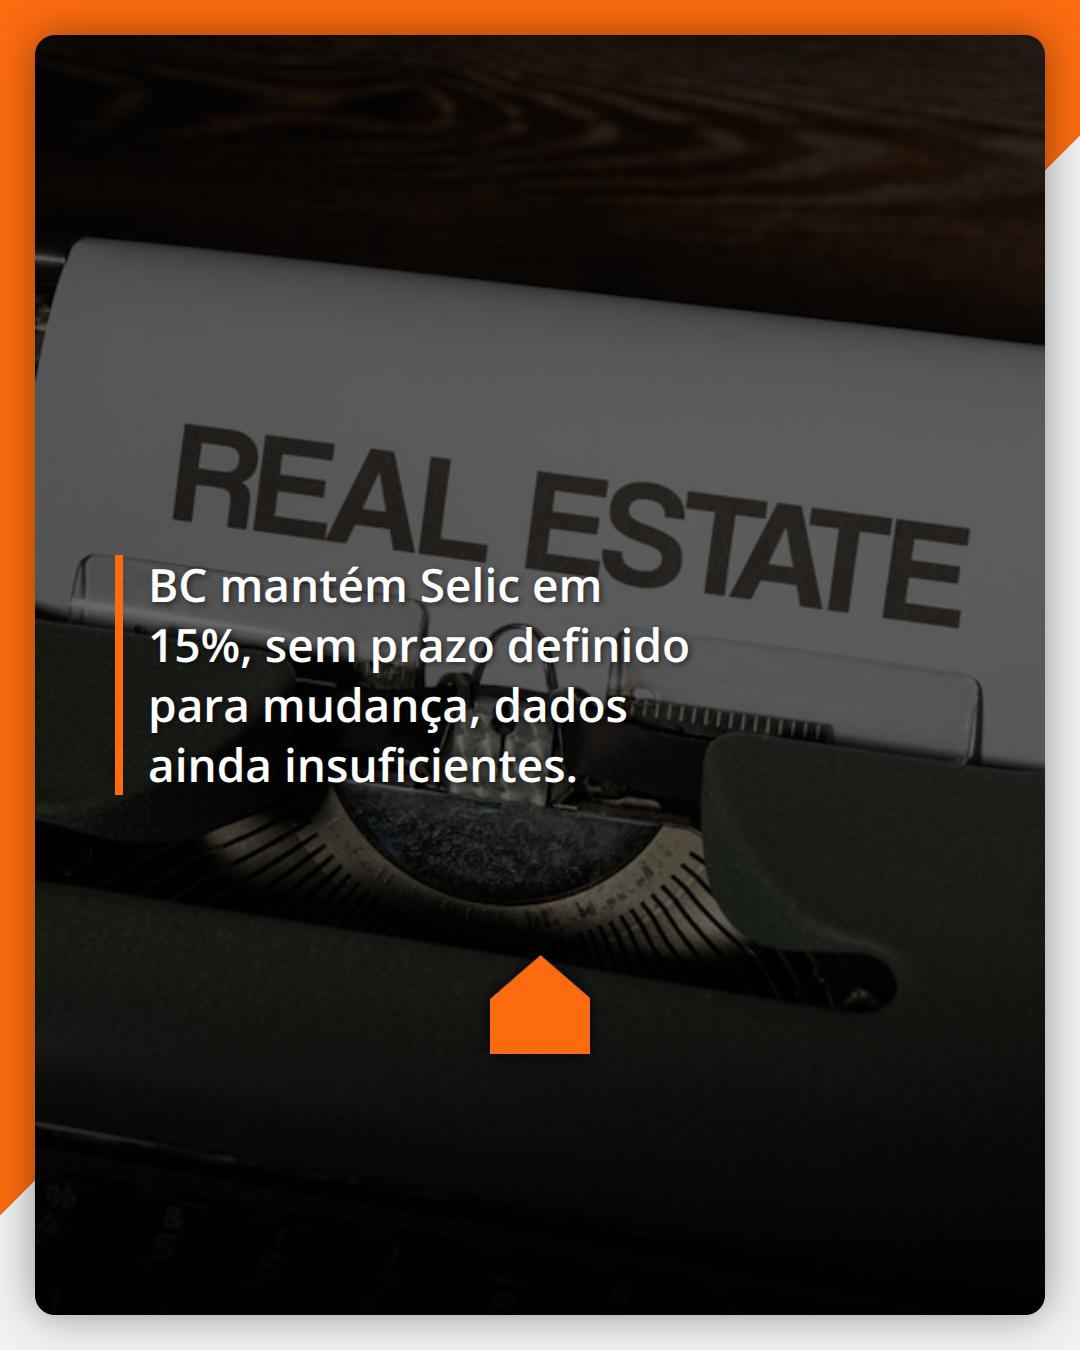 REAL ESTATE
BC mantém Selic em
15%, sem prazo definido
para mudança, dados
ainda insuficientes.